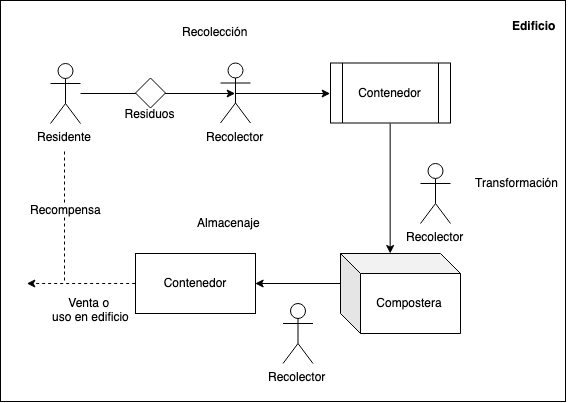 Edificio
Recolección
Contenedor
Residuos
Residente
Recolector
Transformación
Recompensa
Almacenaje
Recolector
Contenedor
Compostera
Venta o
uso en edificio
Recolector